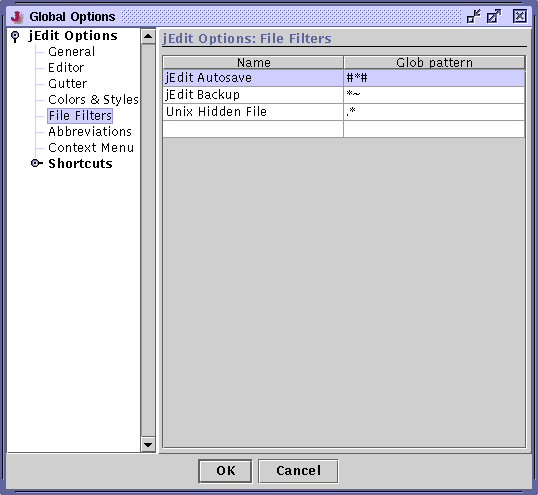 Global Options
jEdit Options
General
Editor
Gutter
Colors & Styles
File Filters
Abbreviations
Context Menu
Shortcuts
jEdit Options: File Filters
Name Glob pattern
jEdit Autosave #*#
jEdit Backup *~
Unix Hidden File .*
OK Cancel